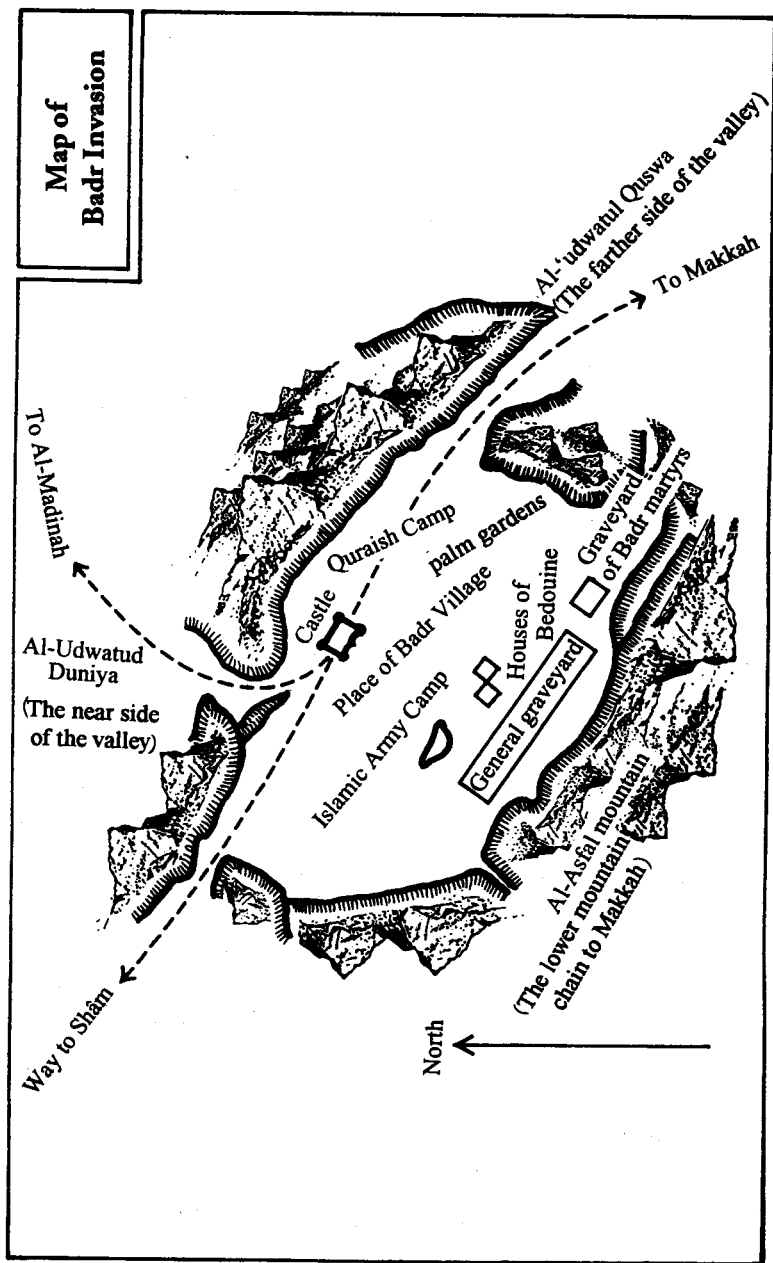 Map of
Badr Invasion
Al-‘udwatul Quswa
(The farther side of the valley)
To Makkah
To Al-Madinah
Quraish Camp
palm gardens
Graveyard
of Badr martyrs
Castle
Place of Badr Village
Houses of
Bedouine
Al-Udwatud
Duniya
(The near side
of the valley)
Islamic Army Camp
General graveyard
Al-Asfal mountain
(The lower mountain
chain to Makkah)
Way to Shâm
North